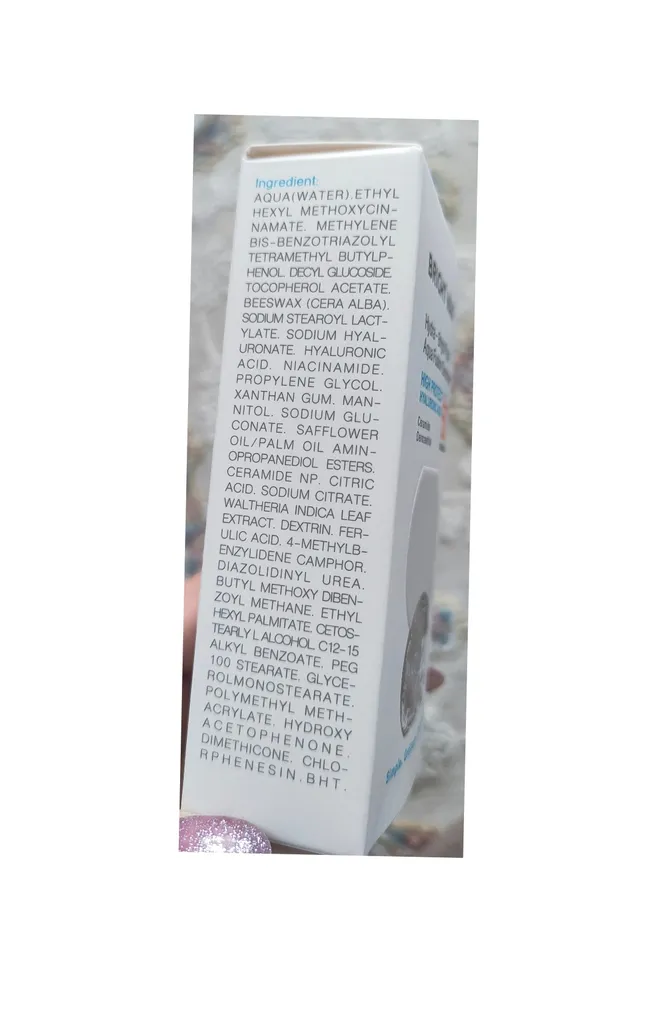 Ingredient:
AQUA(WATER).ETHYL
HEXYL METHOXYCIN-
NAMATE. METHYLENE
BIS-BENZOTRIAZOLYL
TETRAMETHYL BUTYLP-
HENOL. DECYL GLUCOSIDE.
TOCOPHEROL ACETATE.
BEESWAX (CERA ALBA).
SODIUM STEAROYL LACT-
YLATE. SODIUM HYAL-
URONATE. HYALURONIC
ACID. NIACINAMIDE.
PROPYLENE GLYCOL.
XANTHAN GUM. MAN-
NITOL. SODIUM GLU-
CONATE. SAFFLOWER
OIL/PALM OIL AMIN-
OPROPANEDIOL ESTERS.
CERAMIDE NP. CITRIC
ACID. SODIUM CITRATE.
WALTHERIA INDICA LEAF
EXTRACT. DEXTRIN. FER-
ULIC ACID. 4-METHYLB-
ENZYLIDENE CAMPHOR.
DIAZOLIDINYL UREA.
BUTYL METHOXY DIBEN-
ZOYL METHANE. ETHYL
HEXYL PALMITATE. CETOS-
TEARLYL ALCOHOL. C12-15
ALKYL BENZOATE. PEG
100 STEARATE. GLYCE-
ROLMONOSTEARATE.
POLYMETHYL METH-
ACRYLATE. HYDROXY
ACETOPHENONE.
DIMETHICONE. CHLO-
RPHENESIN.BHT.
BRIGHT
HIGH
Ceramide
Simple.